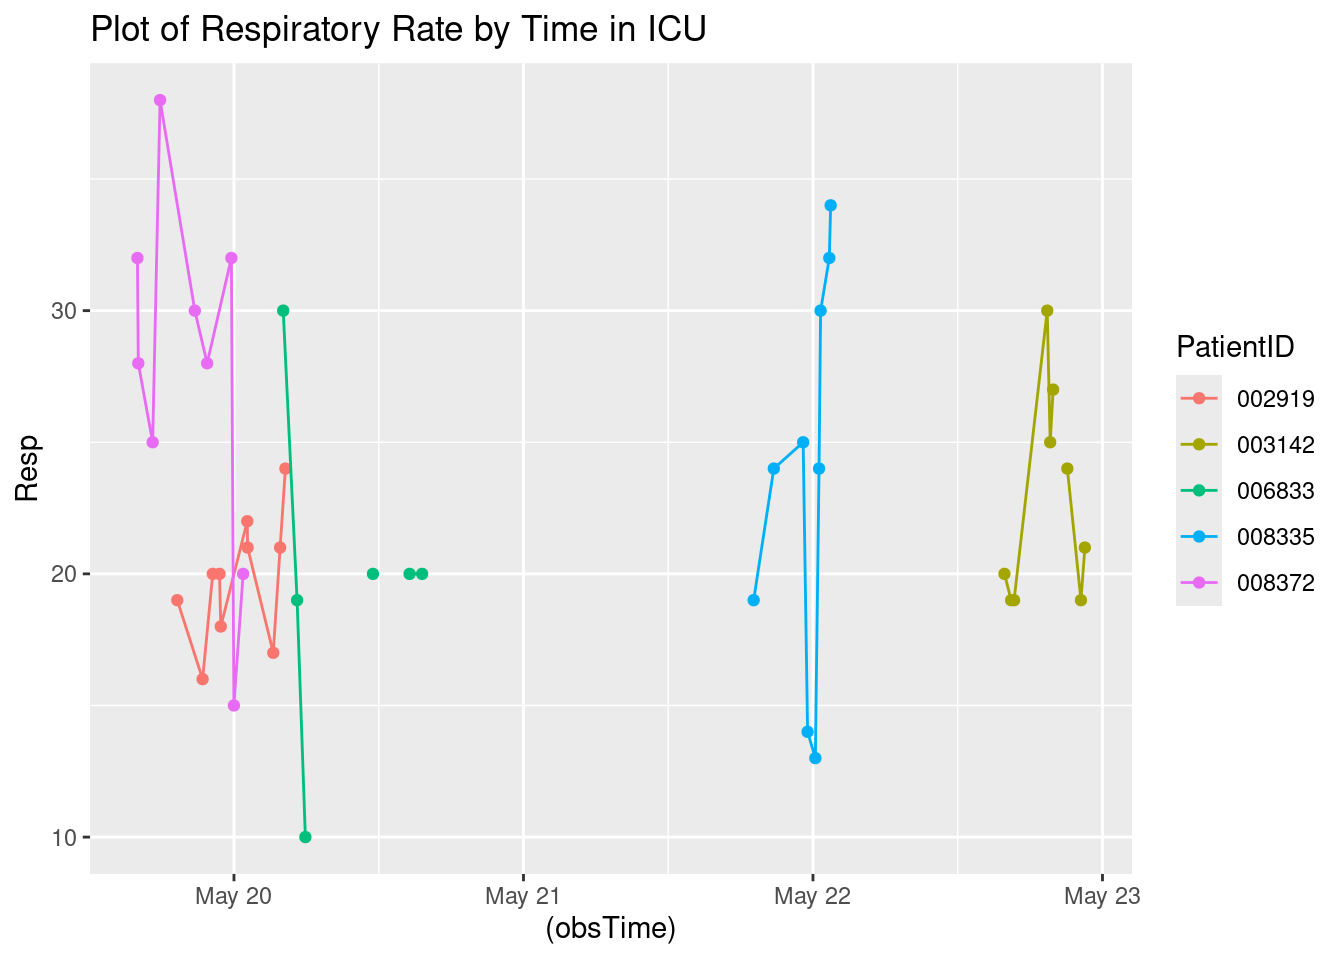 Plot of Respiratory Rate by Time in ICU
Resp
30
20
10
May 20
May 21
May 22
May 23
(obsTime)
PatientID
002919
003142
006833
008335
008372